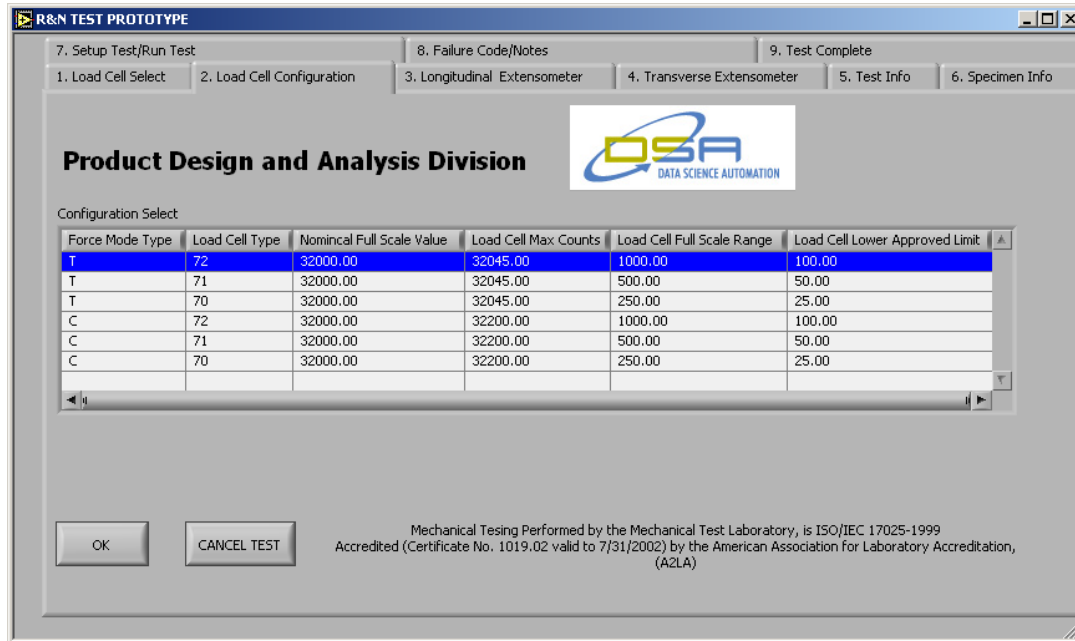 R&N TEST PROTOTYPE
7. Setup Test/Run Test 8. Failure Code/Notes 9. Test Complete
1. Load Cell Select 2. Load Cell Configuration 3. Longitudinal Extensometer 4. Transverse Extensometer 5. Test Info 6. Specimen Info
Product Design and Analysis Division
DSA
DATA SCIENCE AUTOMATION
Configuration Select
Force Mode Type Load Cell Type Nomincal Full Scale Value Load Cell Max Counts Load Cell Full Scale Range Load Cell Lower Approved Limit
T 72 32000.00 32045.00 1000.00 100.00
T 71 32000.00 32045.00 500.00 50.00
T 70 32000.00 32045.00 250.00 25.00
C 72 32000.00 32200.00 1000.00 100.00
C 71 32000.00 32200.00 500.00 50.00
C 70 32000.00 32200.00 250.00 25.00
OK CANCEL TEST
Mechanical Tesing Performed by the Mechanical Test Laboratory, is ISO/IEC 17025-1999
Accredited (Certificate No. 1019.02 valid to 7/31/2002) by the American Association for Laboratory Accreditation,
(A2LA)